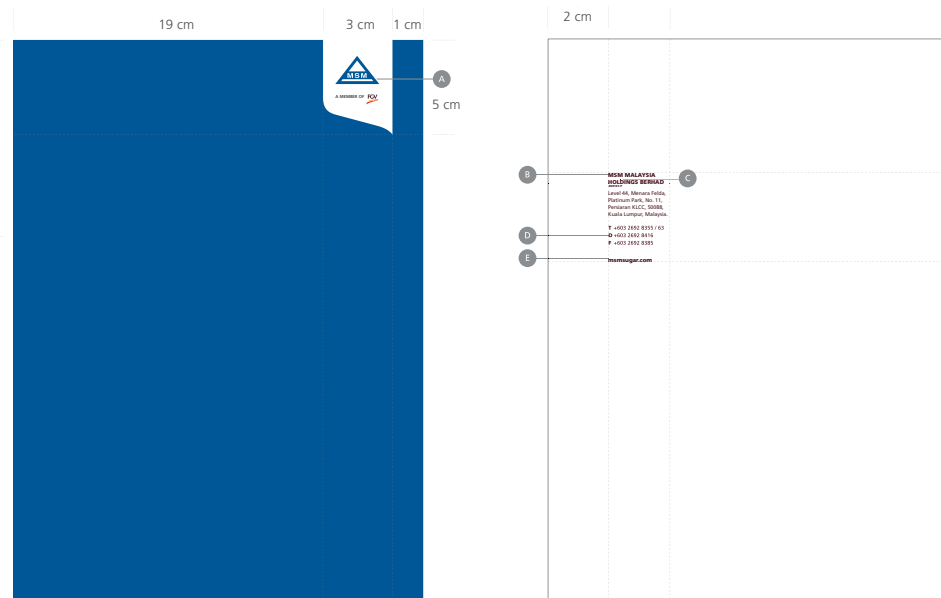 19 cm
3 cm
1 cm
2 cm
MSM
A
A MEMBER OF FGV
5 cm
B
MSM MALAYSIA
HOLDINGS BERHAD
C
Level 44, Menara Felda,
Platinum Park, No. 11,
Persiaran KLCC, 50088,
Kuala Lumpur, Malaysia.
T +603 2692 8355 / 63
D
D +603 2692 8416
F +603 2692 8385
E
msmsugar.com